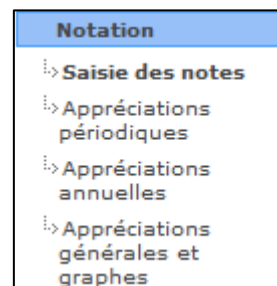 Notation
Saisie des notes
Appréciations
périodiques
Appréciations
annuelles
Appréciations
générales et
graphes